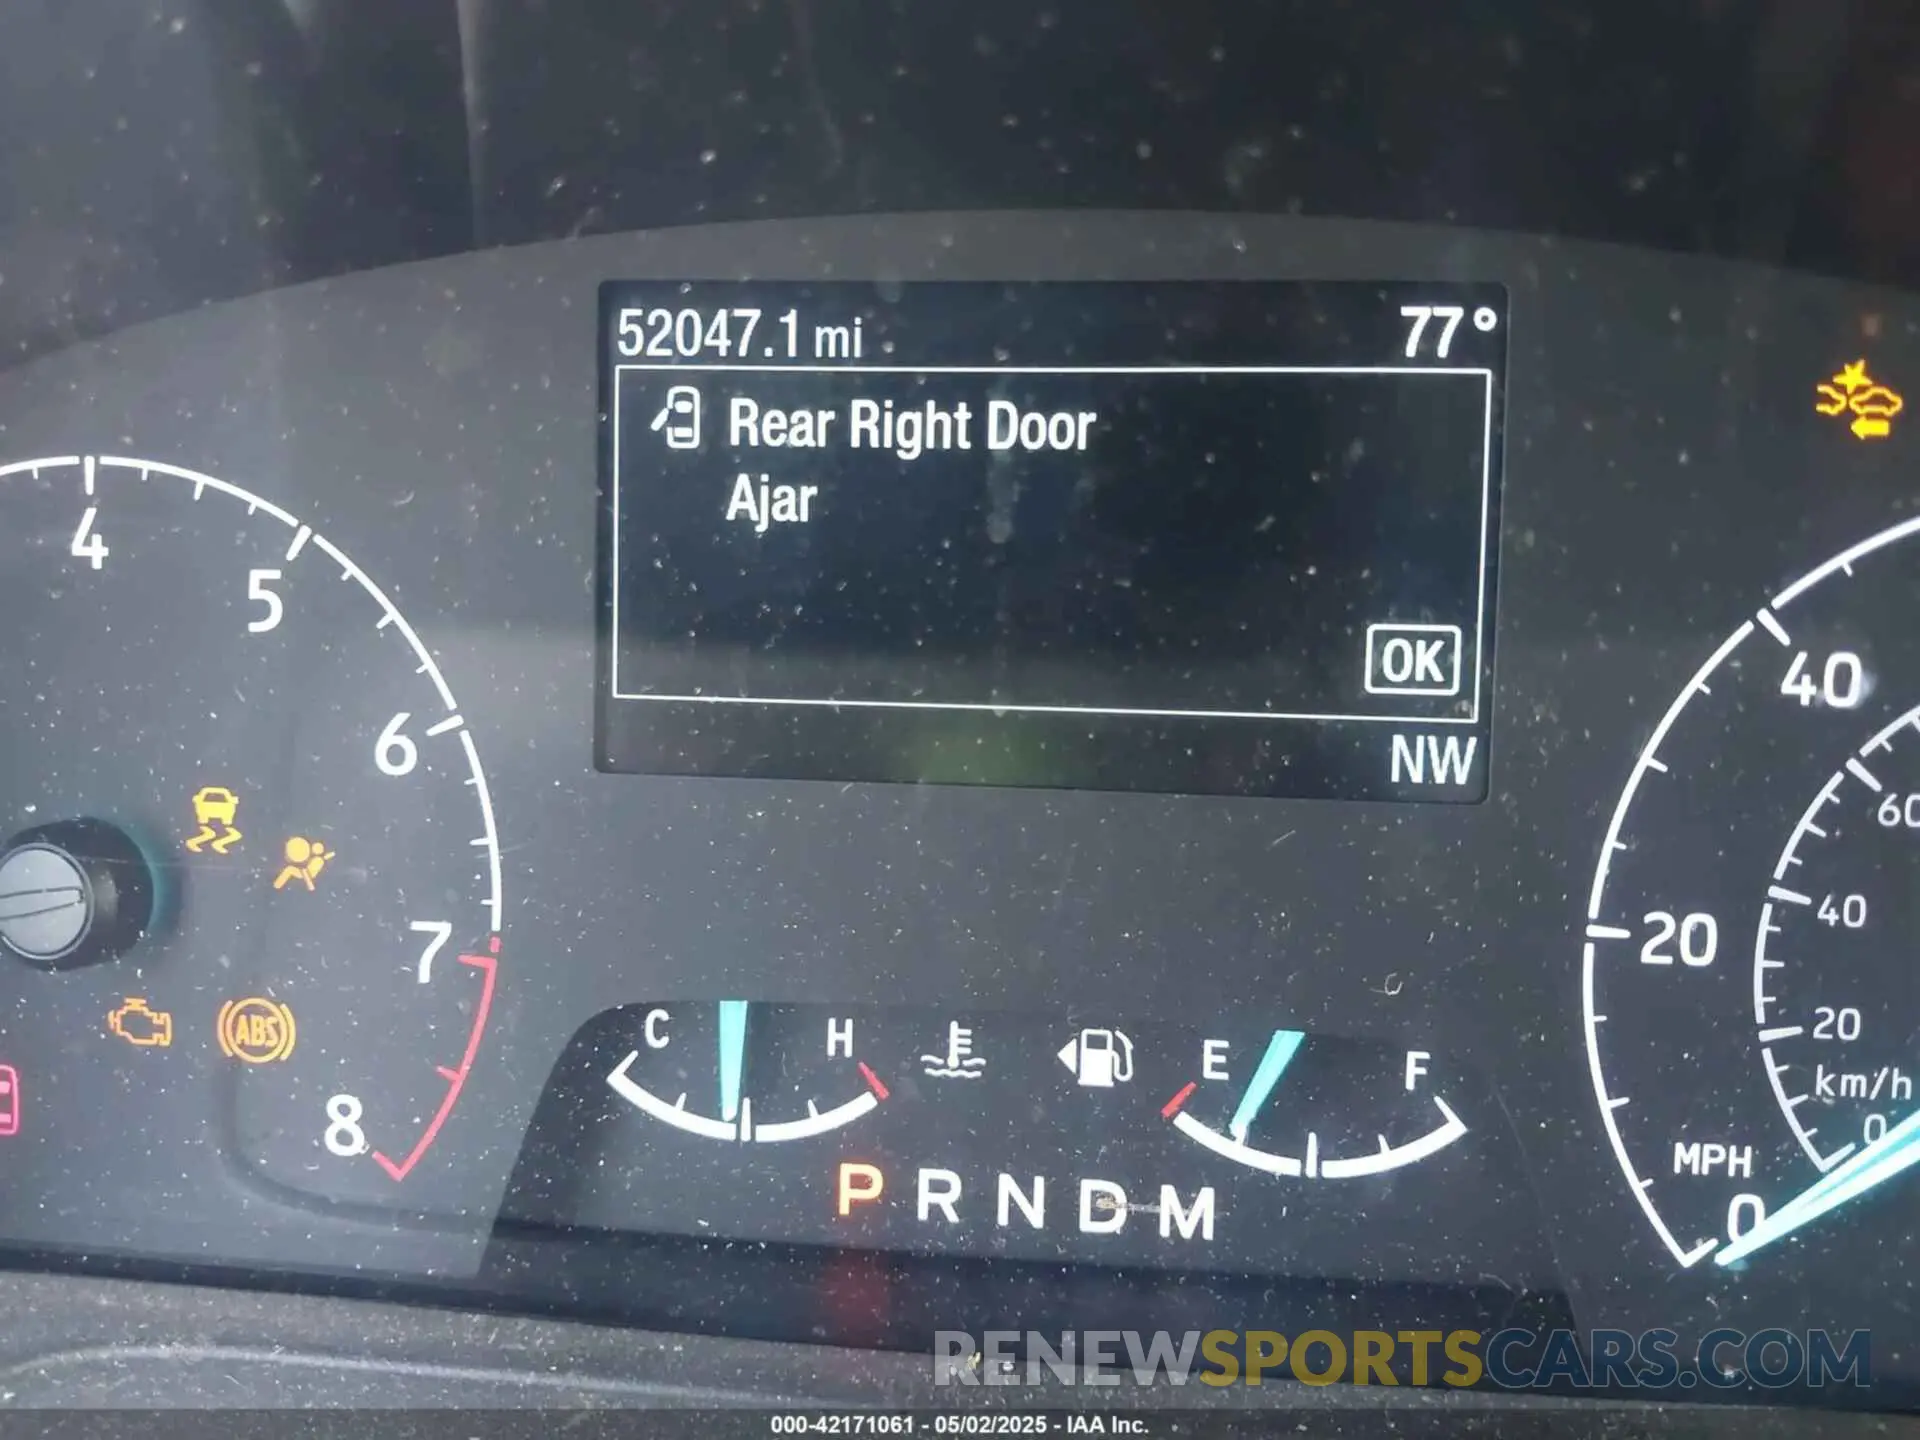 52047.1 mi 77°
Rear Right Door
Ajar
OK
NW
4
5
6
7
8
ABS
C H
E F
P R N D M
40
20
0
MPH
60
40
20
km/h
0
RENEWSPORTSCARS.COM
000-42171061 - 05/02/2025 - IAA Inc.